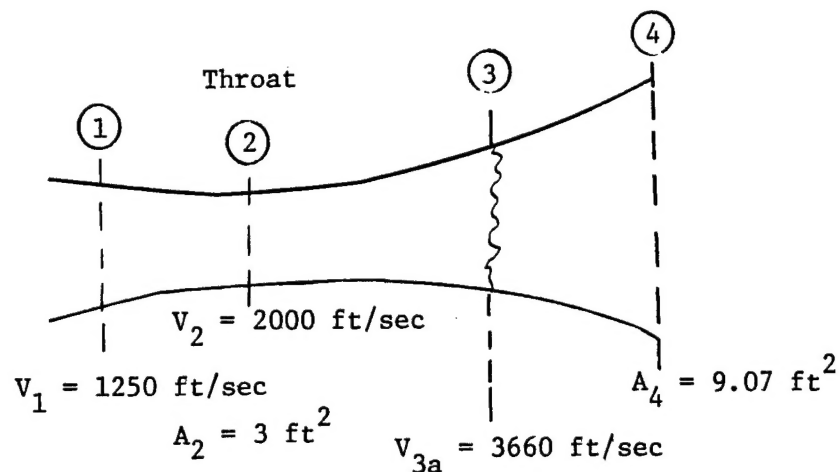 4
Throat
3
1
2
V2 = 2000 ft/sec
V1 = 1250 ft/sec
A4 = 9.07 ft²
A2 = 3 ft²
V3a = 3660 ft/sec